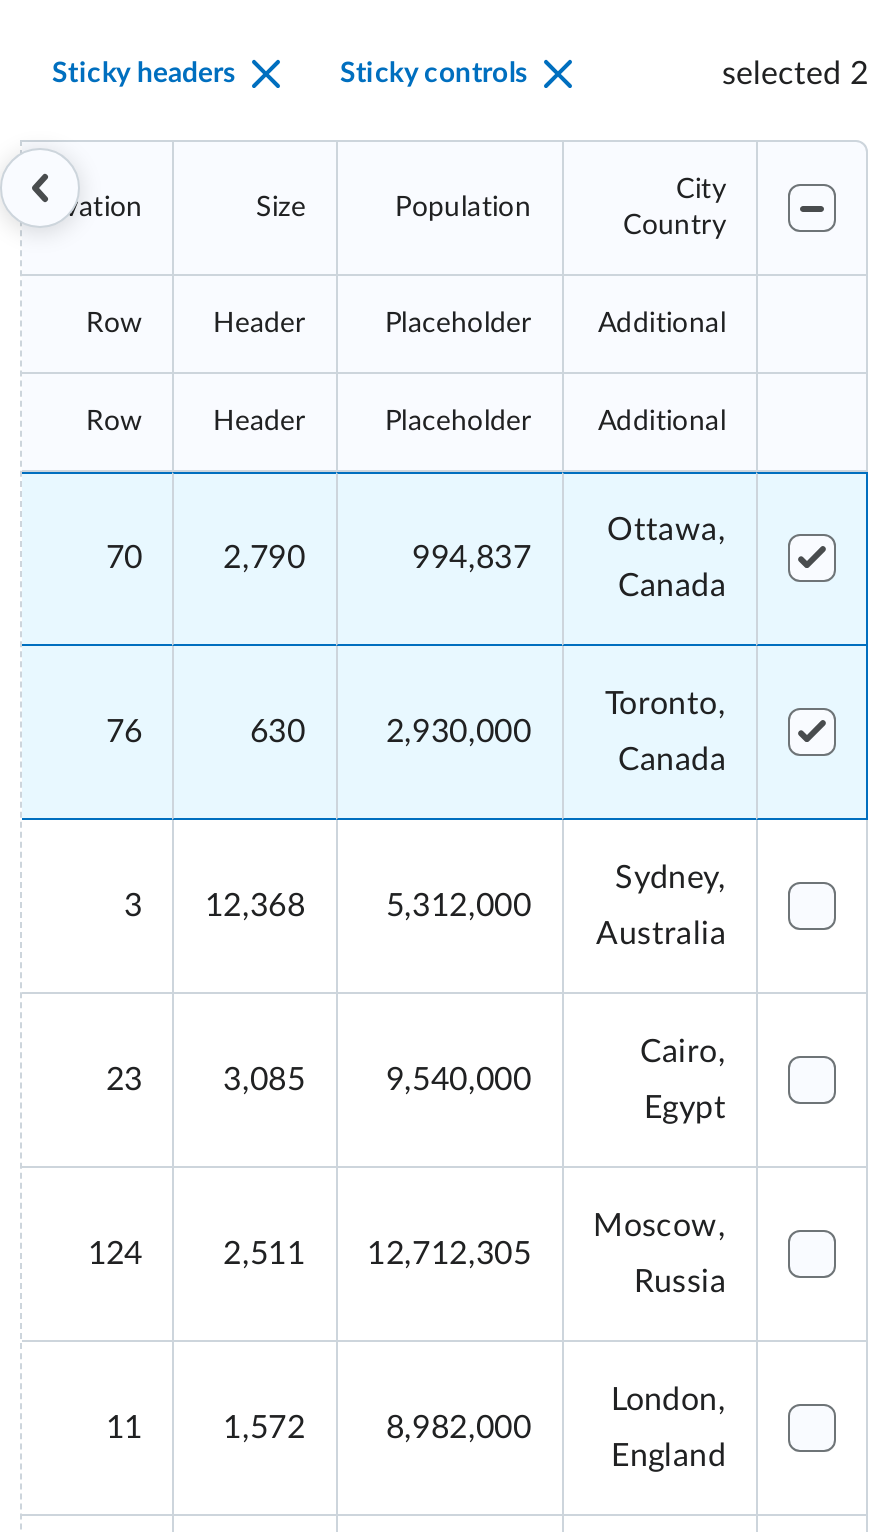 Sticky headers Sticky controls selected 2
Size Population City
Country
Row Header Placeholder Additional
Row Header Placeholder Additional
70 2,790 994,837 Ottawa,
Canada
76 630 2,930,000 Toronto,
Canada
3 12,368 5,312,000 Sydney,
Australia
23 3,085 9,540,000 Cairo,
Egypt
124 2,511 12,712,305 Moscow,
Russia
11 1,572 8,982,000 London,
England